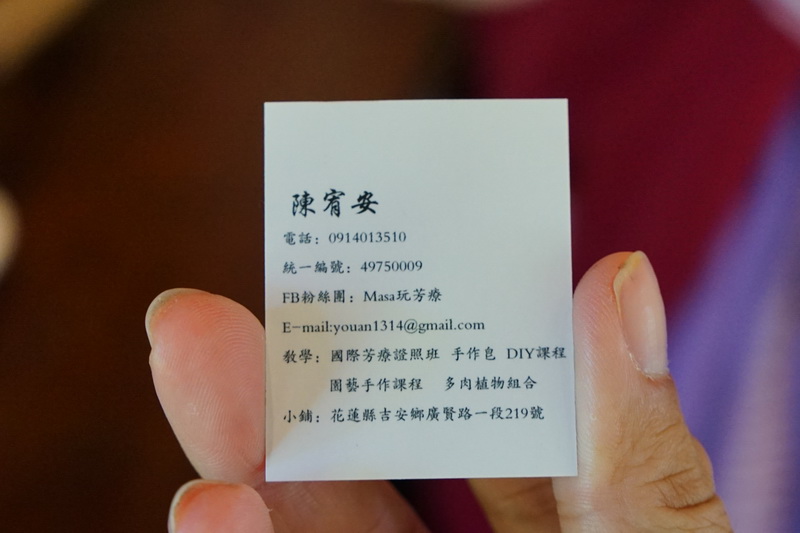 陳宥安
電話：0914013510
統一編號：49750009
FB粉絲團：Masa玩芳療
E-mail:youan1314@gmail.com
教學：國際芳療證照班 手作皂 DIY課程
園藝手作課程 多肉植物組合
小鋪：花蓮縣吉安鄉廣賢路一段219號